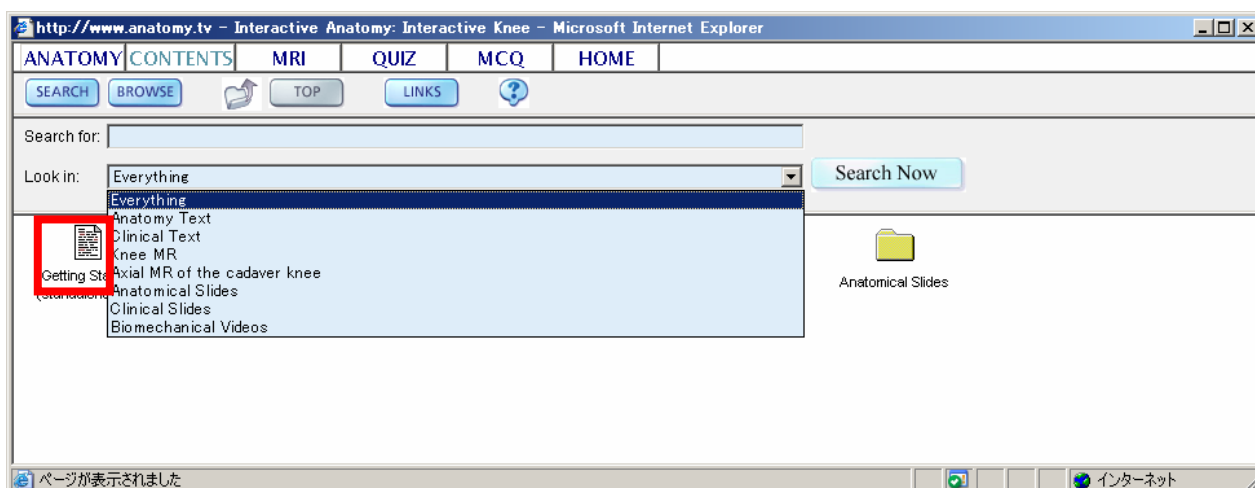 http://www.anatomy.tv - Interactive Anatomy: Interactive Knee - Microsoft Internet Explorer
ANATOMY CONTENTS MRI QUIZ MCQ HOME
SEARCH BROWSE TOP LINKS ?
Search for:
Look in: Everything Search Now
Everything
Anatomy Text
Clinical Text
Knee MR
Axial MR of the cadaver knee
Anatomical Slides
Clinical Slides
Biomechanical Videos
Getting
Anatomical Slides
ページが表示されました インターネット